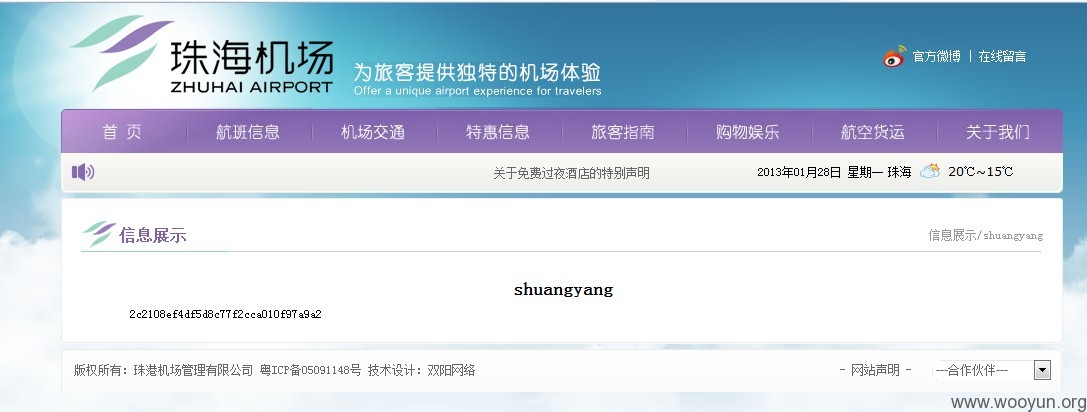 珠海机场
ZHUHAI AIRPORT
为旅客提供独特的机场体验
Offer a unique airport experience for travelers
官方微博 | 在线留言
首 页 航班信息 机场交通 特惠信息 旅客指南 购物娱乐 航空货运 关于我们
关于免费过夜酒店的特别声明 2013年01月28日 星期一 珠海 20℃~15℃
信息展示 信息展示/shuangyang
shuangyang
2c2108ef4df5d8c77f2cca010f97a9a2
版权所有：珠港机场管理有限公司 粤ICP备05091148号 技术设计：双阳网络 - 网站声明 - ---合作伙伴---
www.wooyun.org